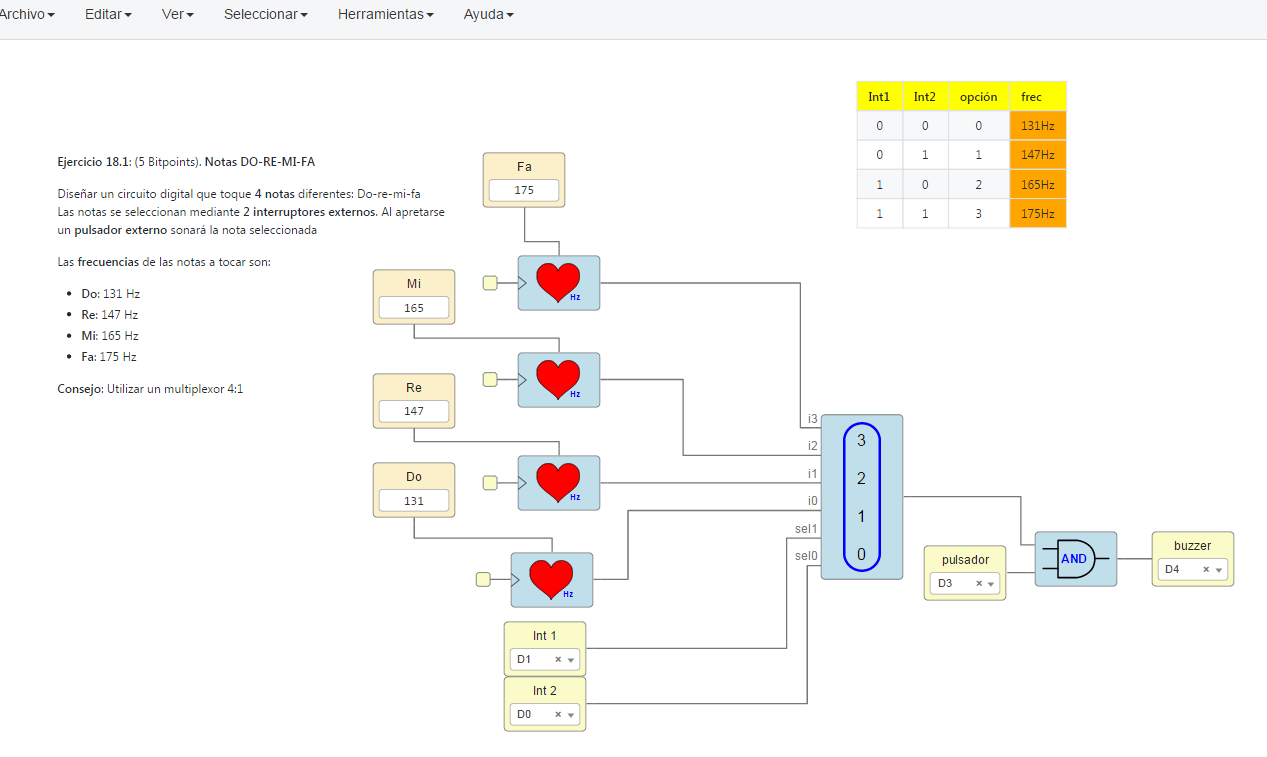 Archivo Editar Ver Seleccionar Herramientas Ayuda
Int1 Int2 opción frec
0 0 0 131Hz
0 1 1 147Hz
1 0 2 165Hz
1 1 3 175Hz
Ejercicio 18.1: (5 Bitpoints). Notas DO-RE-MI-FA
Diseñar un circuito digital que toque 4 notas diferentes: Do-re-mi-fa
Las notas se seleccionan mediante 2 interruptores externos. Al apretarse
un pulsador externo sonará la nota seleccionada
Las frecuencias de las notas a tocar son:
Do: 131 Hz
Re: 147 Hz
Mi: 165 Hz
Fa: 175 Hz
Consejo: Utilizar un multiplexor 4:1
Fa
175
Hz
Mi
165
Hz
Re
147
Hz
Do
131
Hz
i3
i2
i1
i0
sel1
sel0
3
2
1
0
Int 1
D1 ×
Int 2
D0 ×
pulsador
D3 ×
AND
buzzer
D4 ×